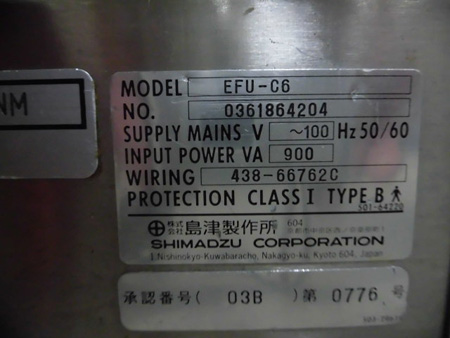 NM
MODEL EFU-C6
NO. 0361864204
SUPPLY MAINS V ~100 Hz 50/60
INPUT POWER VA 900
WIRING 438-66762C
PROTECTION CLASS I TYPE B
501-64220
株式会社 島津製作所 604
SHIMADZU CORPORATION
1, Nishinokyo-Kuwabaracho, Nakagyo-ku, Kyoto 604, Japan
承認番号( 03B )第 0776 号